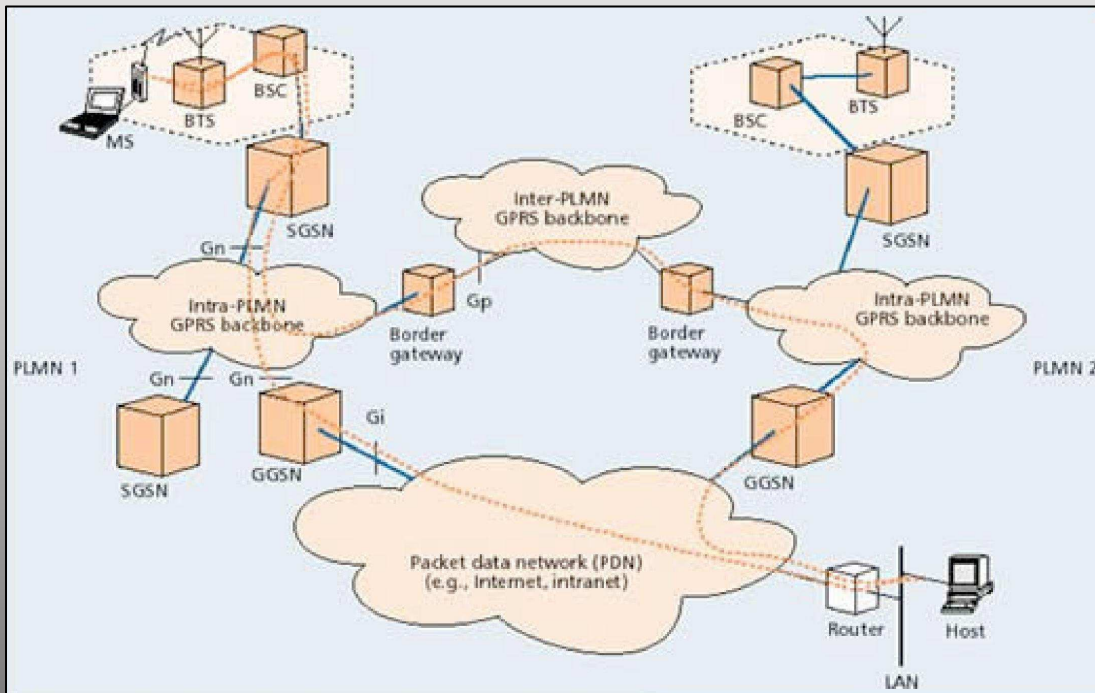 BSC
BTS
MS
BSC
BTS
SGSN
SGSN
Inter-PLMN
GPRS backbone
Gn
Gp
Intra-PLMN
GPRS backbone
Border
gateway
Border
gateway
Intra-PLMN
GPRS backbone
PLMN 1
PLMN 2
Gn
Gn
SGSN
GGSN
Gi
GGSN
Packet data network (PDN)
(e.g., Internet, intranet)
Router
Host
LAN